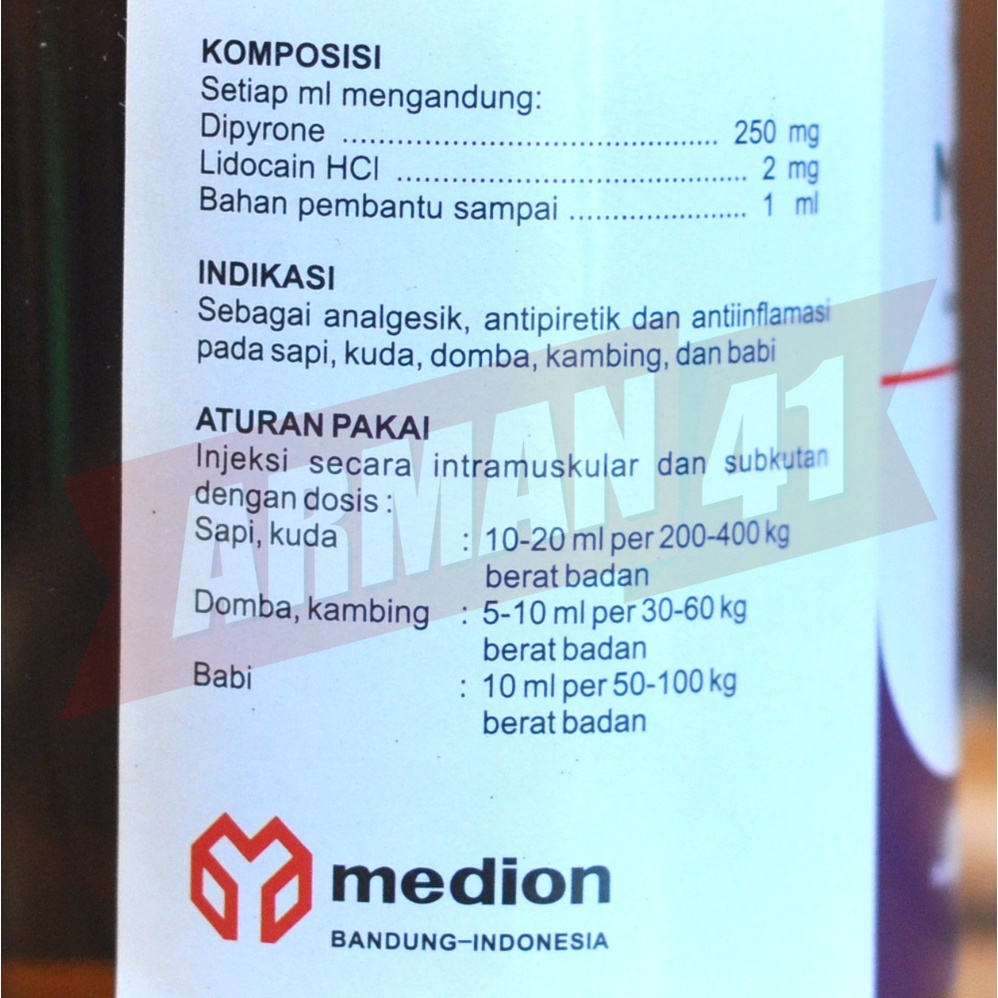 KOMPOSISI
Setiap ml mengandung:
Dipyrone ............................................... 250 mg
Lidocain HCl ............................................ 2 mg
Bahan pembantu sampai ...................... 1 ml
INDIKASI
Sebagai analgesik, antipiretik dan antiinflamasi
pada sapi, kuda, domba, kambing, dan babi
ATURAN PAKAI
Injeksi secara intramuskular dan subkutan
dengan dosis :
Sapi, kuda : 10-20 ml per 200-400 kg
berat badan
Domba, kambing : 5-10 ml per 30-60 kg
berat badan
Babi : 10 ml per 50-100 kg
berat badan
ARMAN 41
medion
BANDUNG-INDONESIA